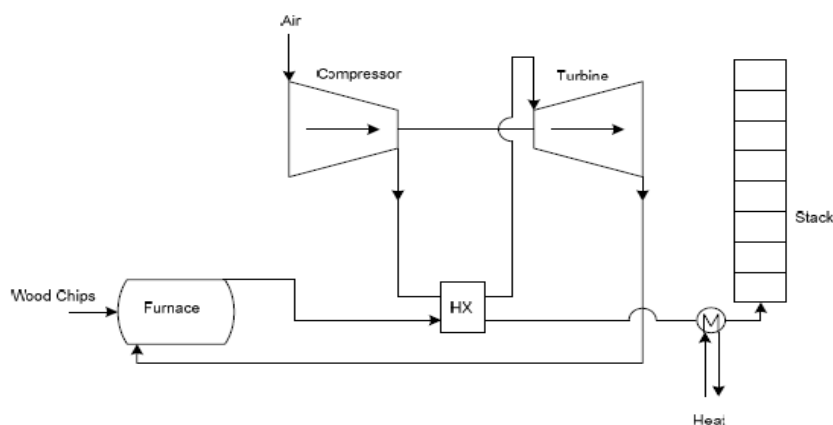 Air
Compressor
Turbine
Stack
Wood Chips
Furnace
HX
M
Heat